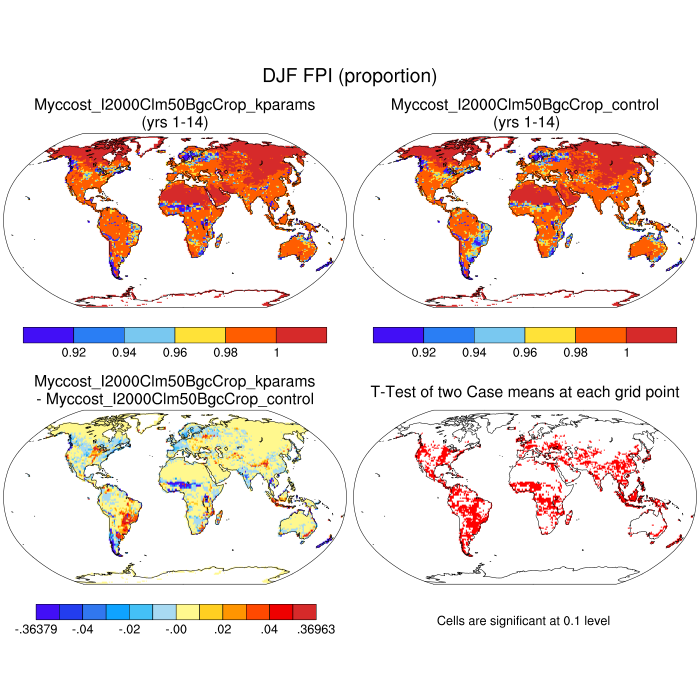 DJF FPI (proportion)
Myccost_I2000Clm50BgcCrop_kparams
(yrs 1-14)
Myccost_I2000Clm50BgcCrop_control
(yrs 1-14)
0.92 0.94 0.96 0.98 1
0.92 0.94 0.96 0.98 1
Myccost_I2000Clm50BgcCrop_kparams
- Myccost_I2000Clm50BgcCrop_control
T-Test of two Case means at each grid point
-.36379 -.04 -.02 -.00 .02 .04 .36963
Cells are significant at 0.1 level